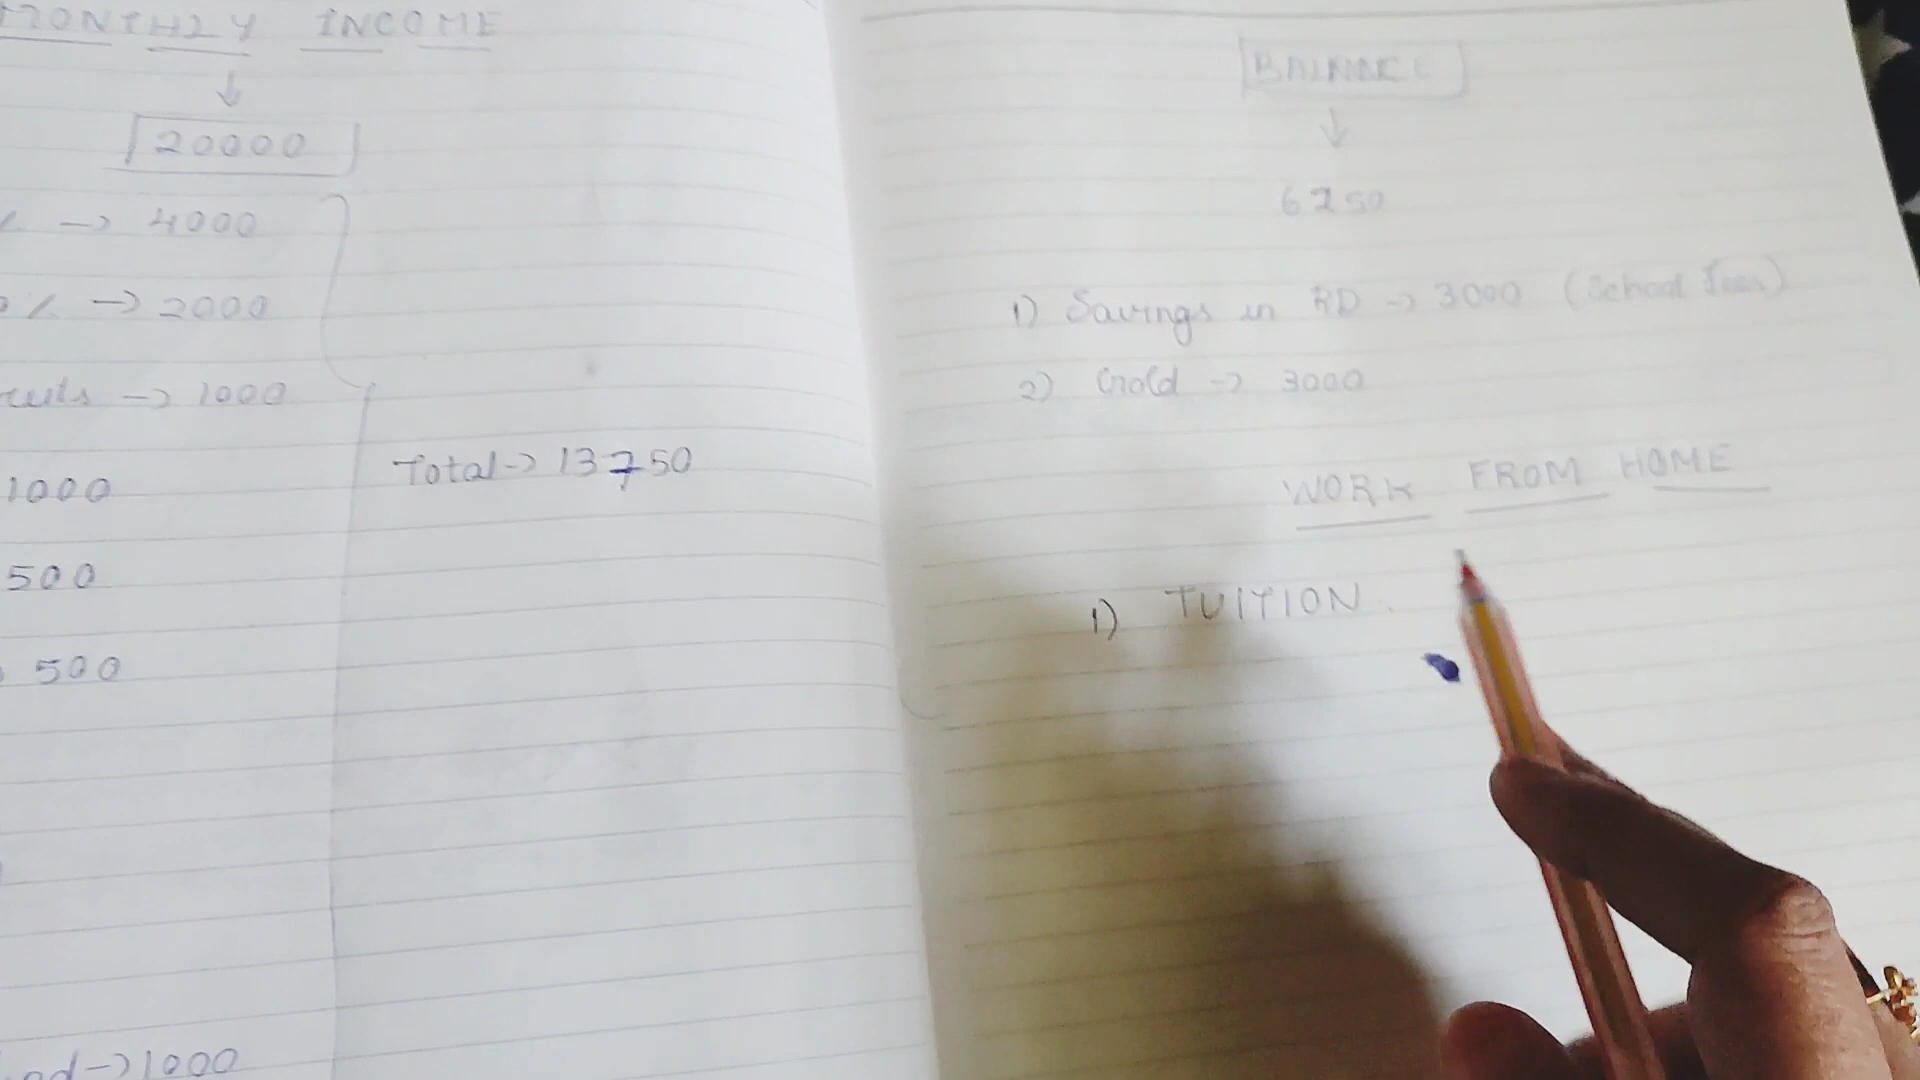 MONTHLY INCOME
20000
% -> 4000
0% -> 2000
-> 1000
1000
Total -> 13750
500
500
-> 1000
BALANCE
6250
1) Savings in RD -> 3000 (School Fees)
2) Gold -> 3000
WORK FROM HOME
1) TUITION.